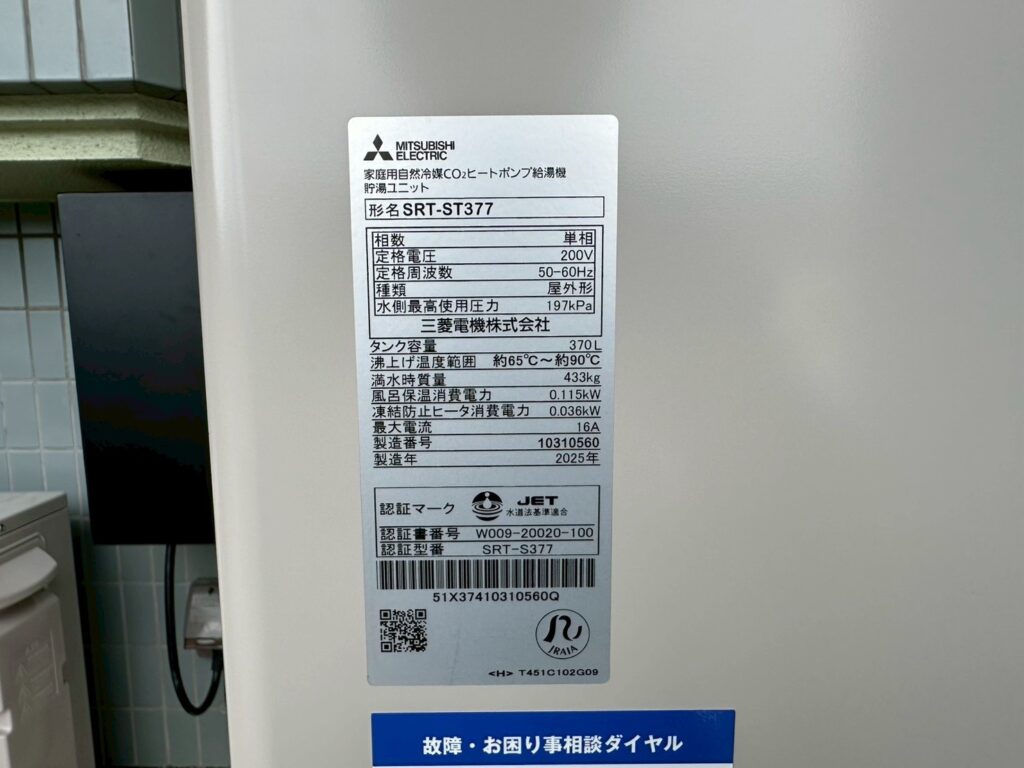 MITSUBISHI
ELECTRIC
家庭用自然冷媒CO₂ヒートポンプ給湯機
貯湯ユニット
形名 SRT-ST377
相数 単相
定格電圧 200V
定格周波数 50-60Hz
種類 屋外形
水側最高使用圧力 197kPa
三菱電機株式会社
タンク容量 370L
沸上げ温度範囲 約65℃～約90℃
満水時質量 433kg
風呂保温消費電力 0.115kW
凍結防止ヒータ消費電力 0.036kW
最大電流 16A
製造番号 10310560
製造年 2025年
認証マーク JET
水道法基準適合
認証書番号 W009-20020-100
認証型番 SRT-S377
51X37410310560Q
JRAIA
<H> T451C102G09
故障・お困り事相談ダイヤル